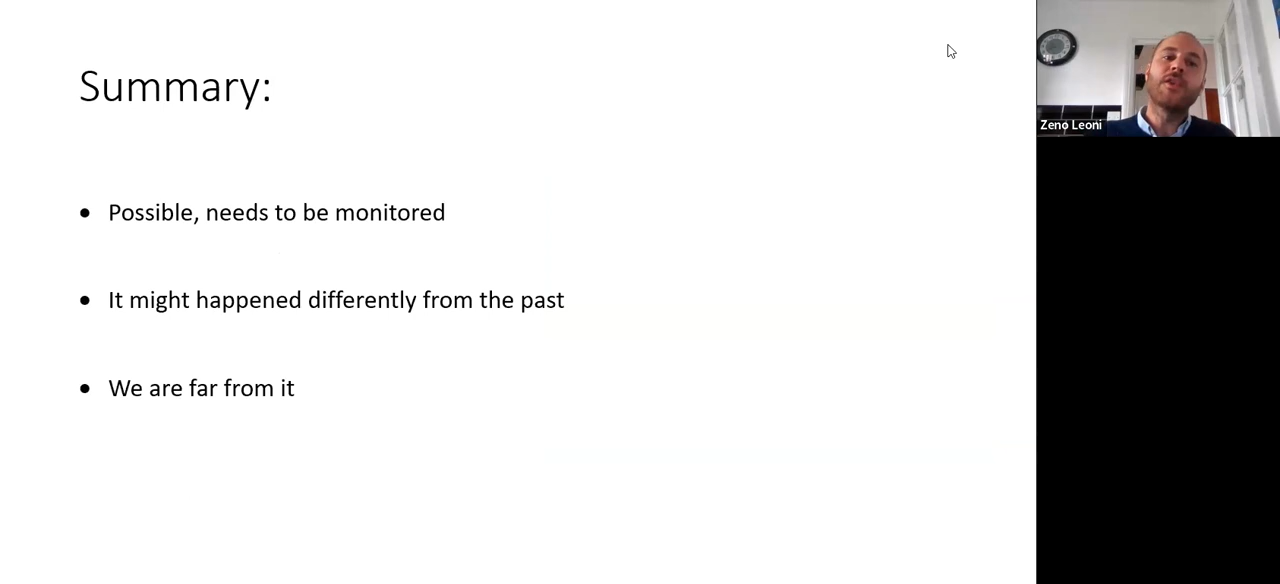 Summary:
• Possible, needs to be monitored
• It might happened differently from the past
• We are far from it
Zeno Leoni